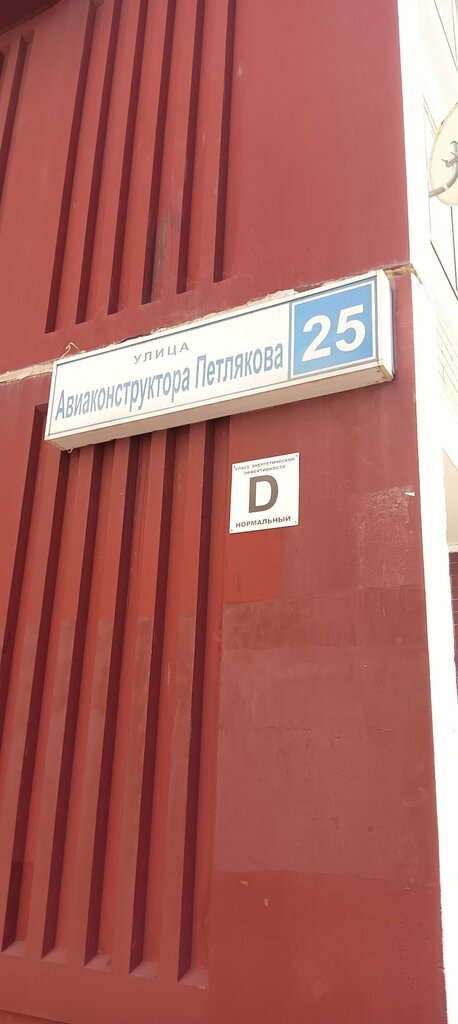 УЛИЦА
Авиаконструктора Петлякова
25
КЛАСС ЭНЕРГЕТИЧЕСКОЙ
ЭФФЕКТИВНОСТИ
D
НОРМАЛЬНЫЙ